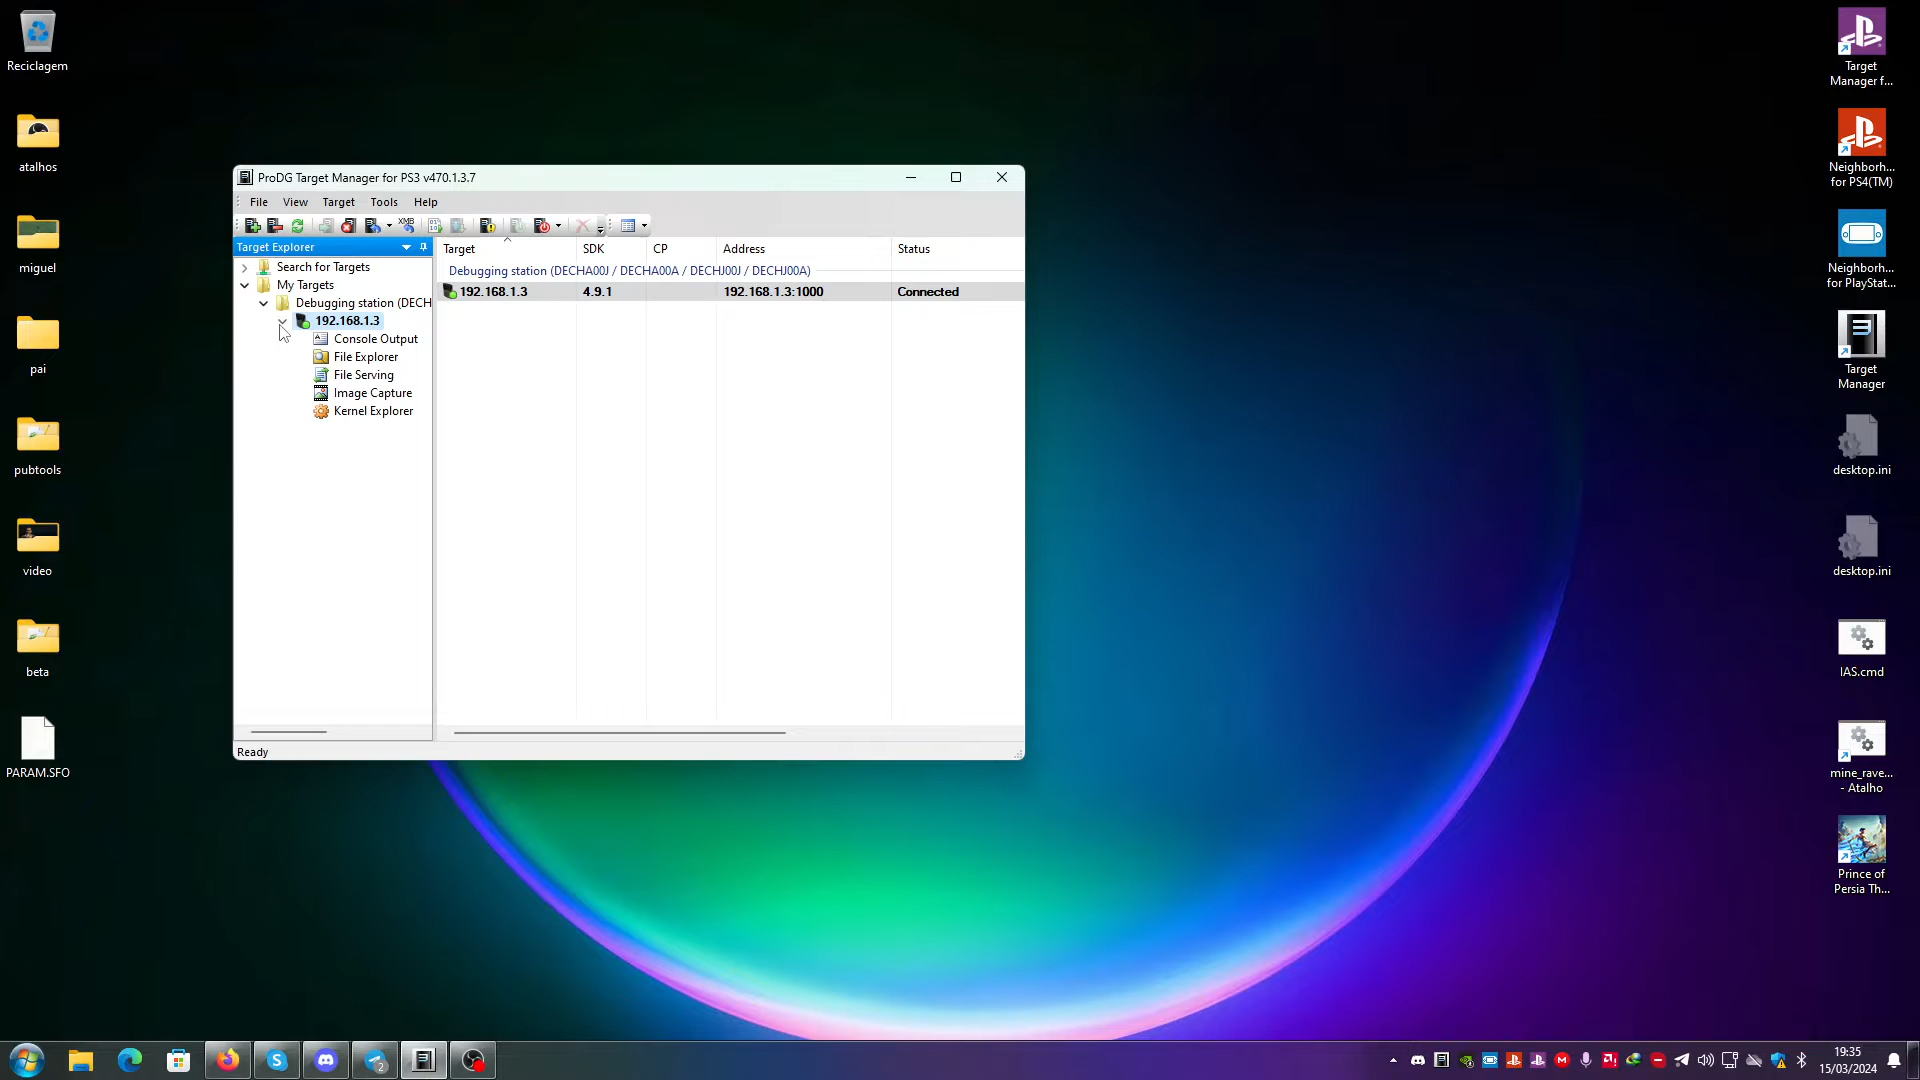 Reciclagem
atalhos
miguel
pai
pubtools
video
beta
PARAM.SFO
ProDG Target Manager for PS3 v470.1.3.7
File View Target Tools Help
XMB
Target Explorer
Search for Targets
My Targets
Debugging station (DECH
192.168.1.3
Console Output
File Explorer
File Serving
Image Capture
Kernel Explorer
Target SDK CP Address Status
Debugging station (DECHA00J / DECHA00A / DECHJ00J / DECHJ00A)
192.168.1.3 4.9.1 192.168.1.3:1000 Connected
Ready
Target
Manager f...
Neighborh...
for PS4(TM)
Neighborh...
for PlayStat...
Target
Manager
desktop.ini
desktop.ini
IAS.cmd
mine_rave...
- Atalho
Prince of
Persia Th...
2
19:35
15/03/2024